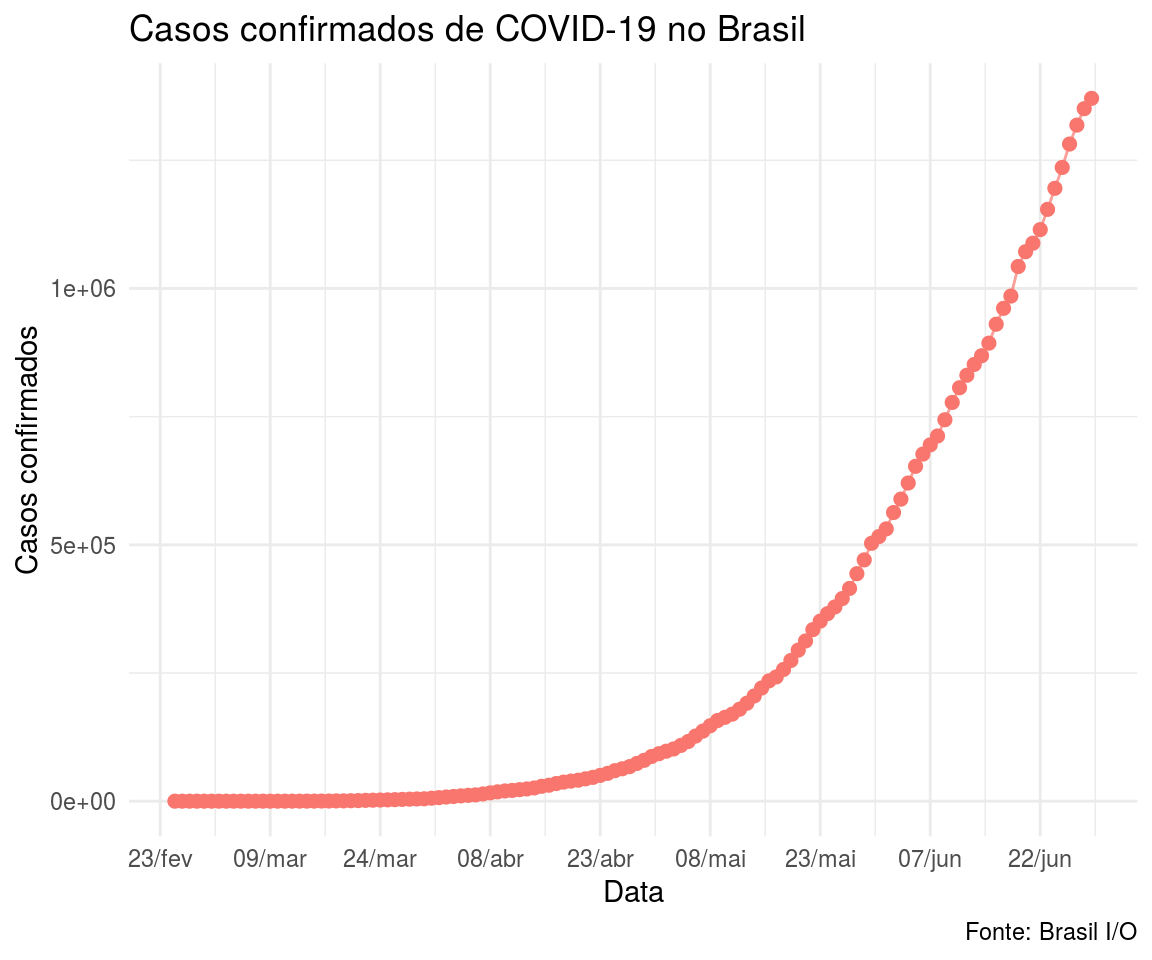 Casos confirmados de COVID-19 no Brasil
Casos confirmados
1e+06
5e+05
0e+00
23/fev 09/mar 24/mar 08/abr 23/abr 08/mai 23/mai 07/jun 22/jun
Data
Fonte: Brasil I/O